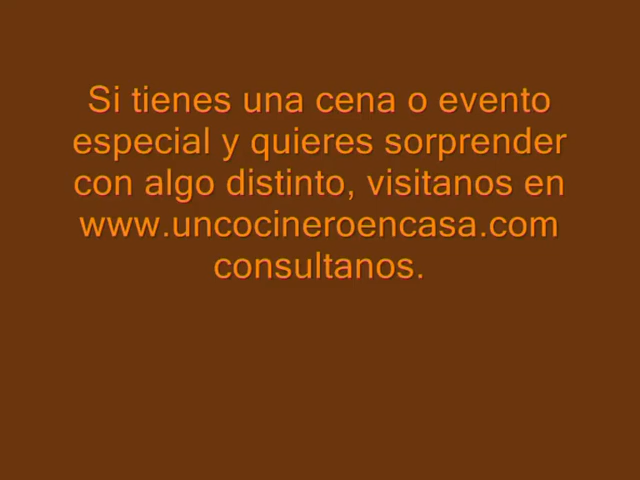 Si tienes una cena o evento
especial y quieres sorprender
con algo distinto, visitanos en
www.uncocineroencasa.com
consultanos.